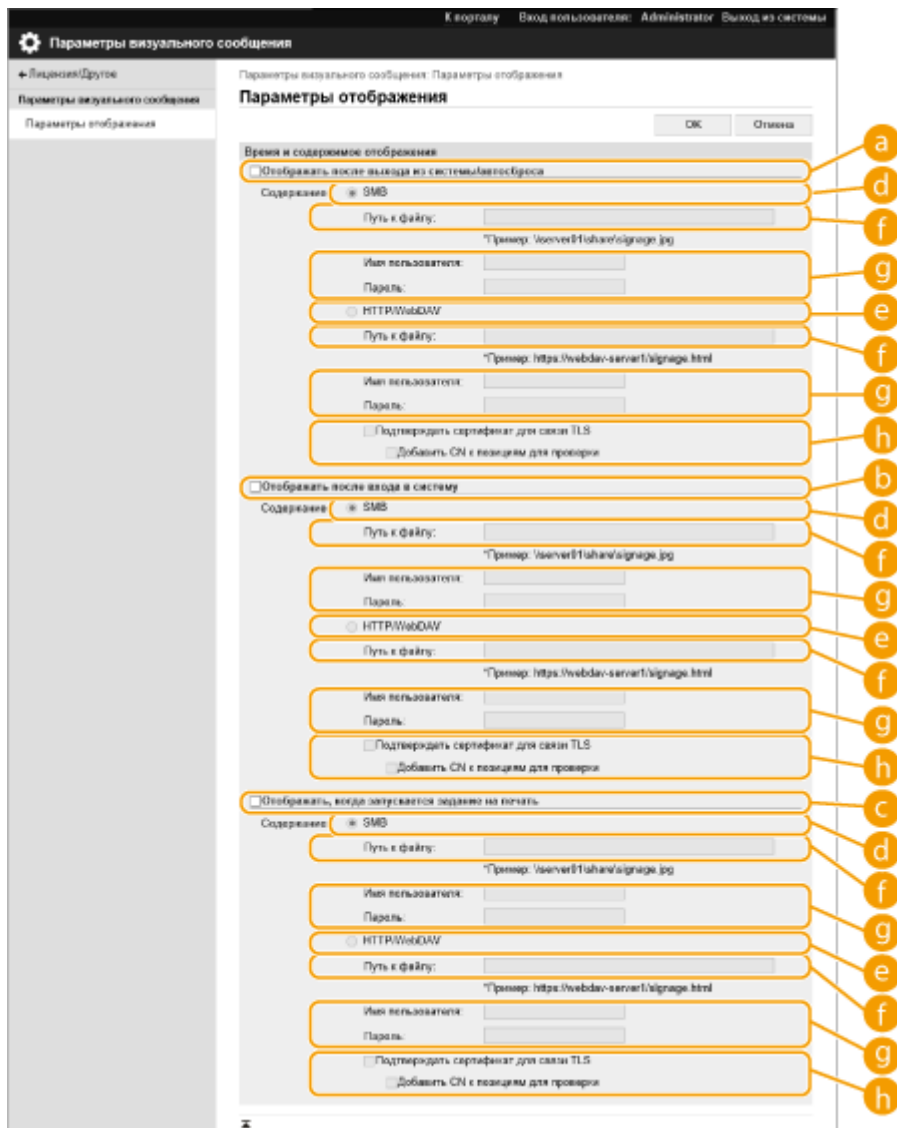 К порталу Вход пользователя: Administrator Выход из системы
Параметры визуального сообщения
Лицензия/Другое
Параметры визуального сообщения
Параметры отображения
Параметры визуального сообщения: Параметры отображения
Параметры отображения
OK Отмена
Время и содержимое отображения
Отображать после выхода из системы/автосброса a
Содержание SMB d
Путь к файлу: f
*Пример: \\server01\share\signage.jpg
Имя пользователя: g
Пароль:
HTTP/WebDAV e
Путь к файлу: f
*Пример: https://webdav-server1/signage.html
Имя пользователя: g
Пароль:
Подтверждать сертификат для связи TLS h
Добавить CN к позициям для проверки
Отображать после входа в систему b
Содержание SMB d
Путь к файлу: f
*Пример: \\server01\share\signage.jpg
Имя пользователя: g
Пароль:
HTTP/WebDAV e
Путь к файлу: f
*Пример: https://webdav-server1/signage.html
Имя пользователя: g
Пароль:
Подтверждать сертификат для связи TLS h
Добавить CN к позициям для проверки
Отображать, когда запускается задание на печать c
Содержание SMB d
Путь к файлу: f
*Пример: \\server01\share\signage.jpg
Имя пользователя: g
Пароль:
HTTP/WebDAV e
Путь к файлу: f
*Пример: https://webdav-server1/signage.html
Имя пользователя: g
Пароль:
Подтверждать сертификат для связи TLS h
Добавить CN к позициям для проверки